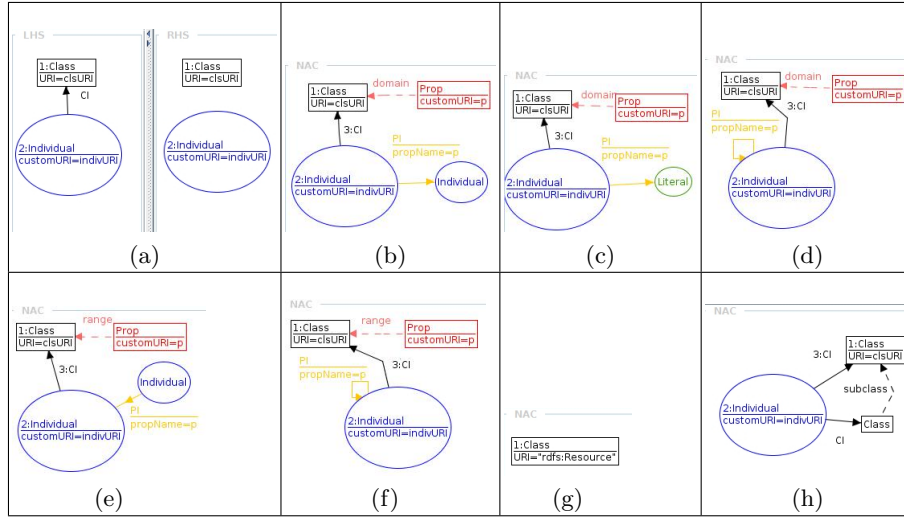 LHS
RHS
1:Class
URI=clsURI
CI
2:Individual
customURI=indivURI
1:Class
URI=clsURI
2:Individual
customURI=indivURI
(a)
NAC
1:Class
URI=clsURI
domain
Prop
customURI=p
3:CI
PI
propName=p
2:Individual
customURI=indivURI
Individual
(b)
NAC
1:Class
URI=clsURI
domain
Prop
customURI=p
3:CI
PI
propName=p
2:Individual
customURI=indivURI
Literal
(c)
NAC
1:Class
URI=clsURI
domain
Prop
customURI=p
3:CI
PI
propName=p
2:Individual
customURI=indivURI
(d)
NAC
1:Class
URI=clsURI
range
Prop
customURI=p
3:CI
Individual
PI
propName=p
2:Individual
customURI=indivURI
(e)
NAC
1:Class
URI=clsURI
range
Prop
customURI=p
3:CI
PI
propName=p
2:Individual
customURI=indivURI
(f)
NAC
1:Class
URI="rdfs:Resource"
(g)
NAC
1:Class
URI=clsURI
3:CI
subclass
2:Individual
customURI=indivURI
CI
Class
(h)